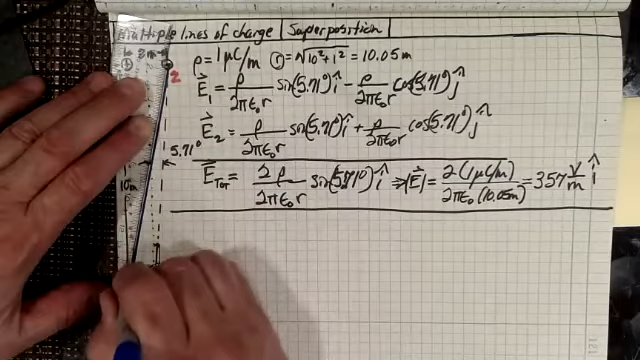 Multiple lines of charge | Superposition
ρ = 1 μC/m r = √10²+1² = 10.05 m
E⃗₁ = ρ/2πε₀r sin(5.71°) î − ρ/2πε₀r cos(5.71°) ĵ
E⃗₂ = ρ/2πε₀r sin(5.71°) î + ρ/2πε₀r cos(5.71°) ĵ
2
5.71°
10m
E⃗Tot = 2ρ/2πε₀r sin(5.71°) î ⇒ |E⃗| = 2(1μC/m)/2πε₀(10.05m) = 357 V/m î